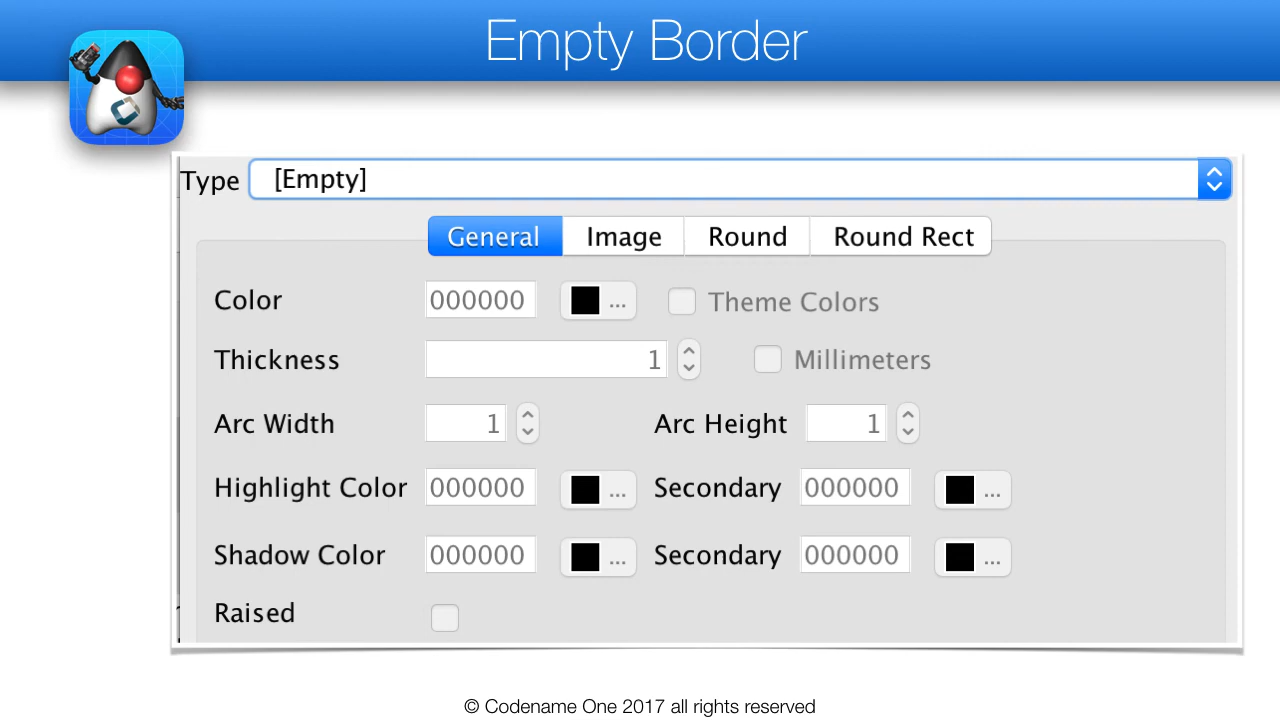 Empty Border
Type [Empty]
General Image Round Round Rect
Color 000000 ... Theme Colors
Thickness 1 Millimeters
Arc Width 1 Arc Height 1
Highlight Color 000000 ... Secondary 000000 ...
Shadow Color 000000 ... Secondary 000000 ...
Raised
© Codename One 2017 all rights reserved